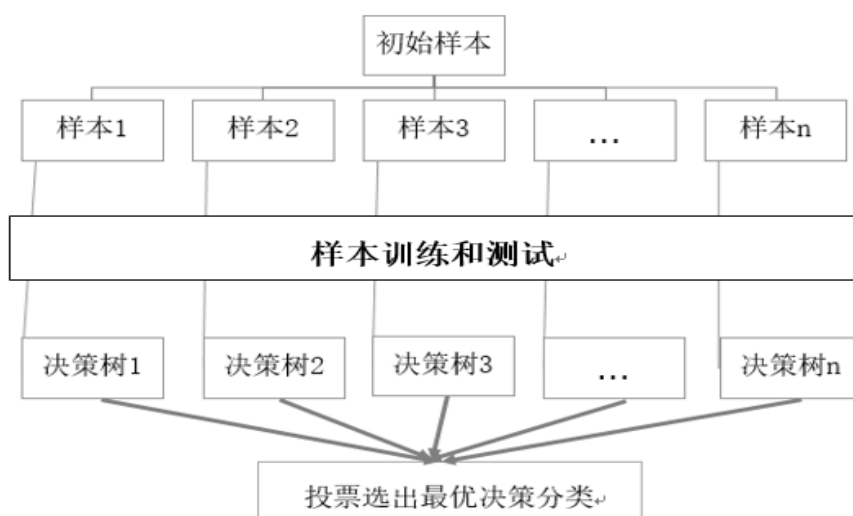 初始样本
样本1 样本2 样本3 ... 样本n
样本训练和测试
决策树1 决策树2 决策树3 ... 决策树n
投票选出最优决策分类